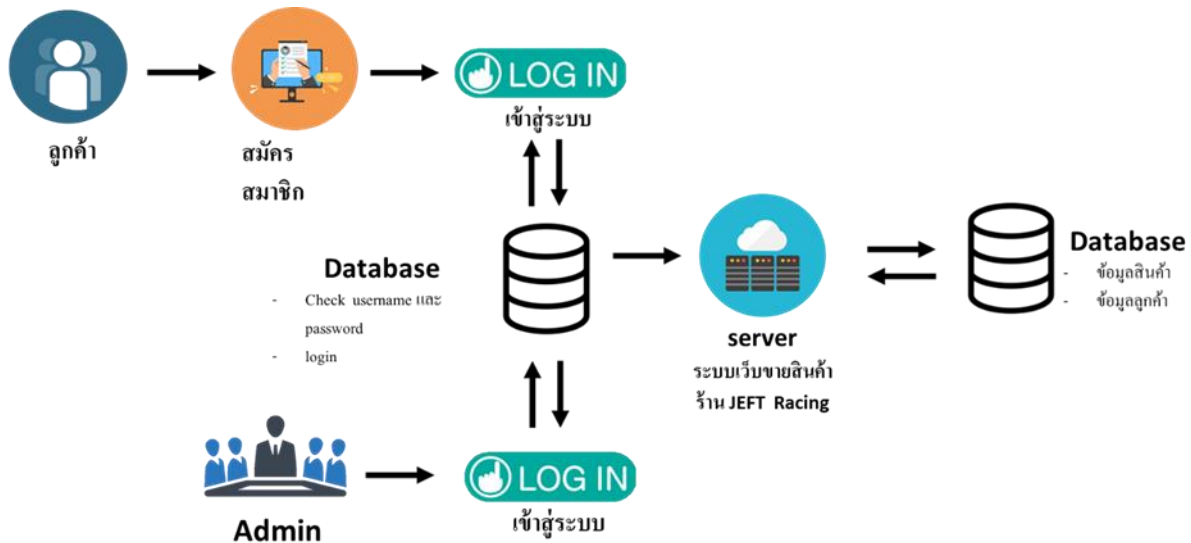 LOG IN
เข้าสู่ระบบ
ลูกค้า
สมัคร
สมาชิก
Database
- Check username และ
password
- login
server
ระบบเว็บขายสินค้า
ร้าน JEFT Racing
Database
- ข้อมูลสินค้า
- ข้อมูลลูกค้า
Admin
LOG IN
เข้าสู่ระบบ